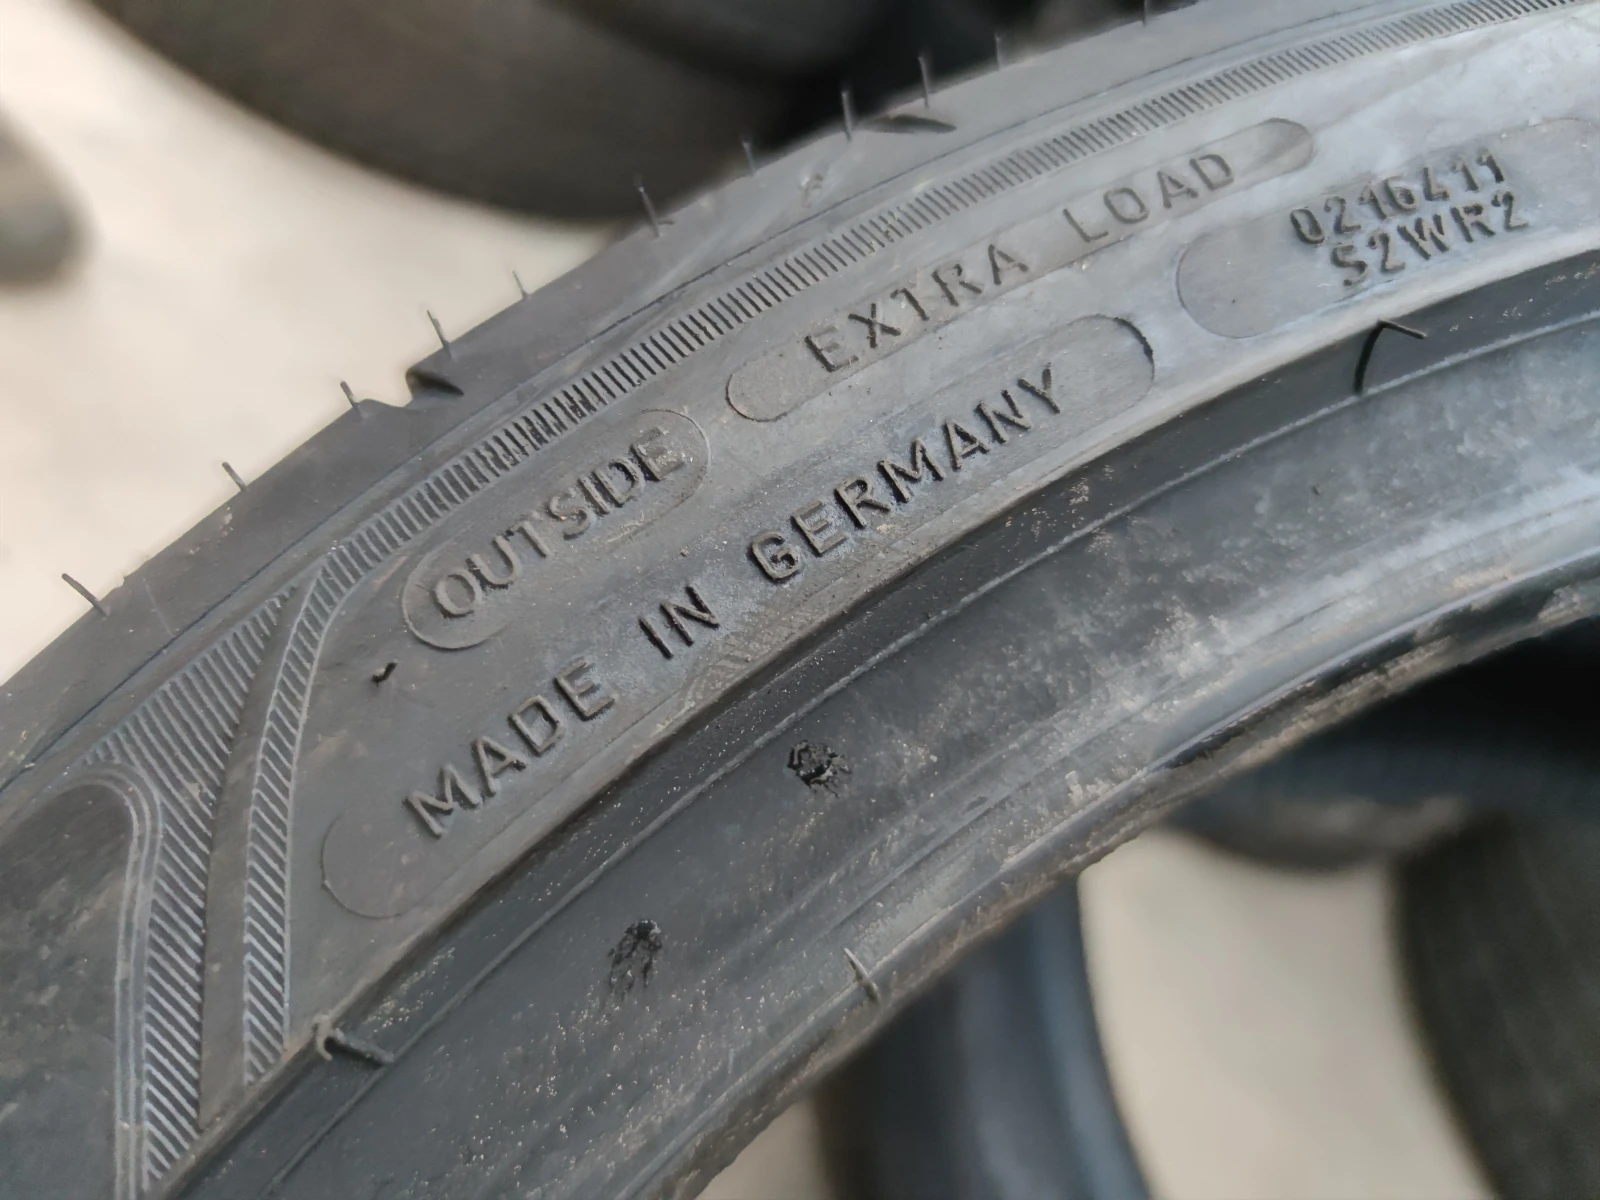 EXTRA LOAD
0216411
S2WR2
OUTSIDE
MADE IN GERMANY